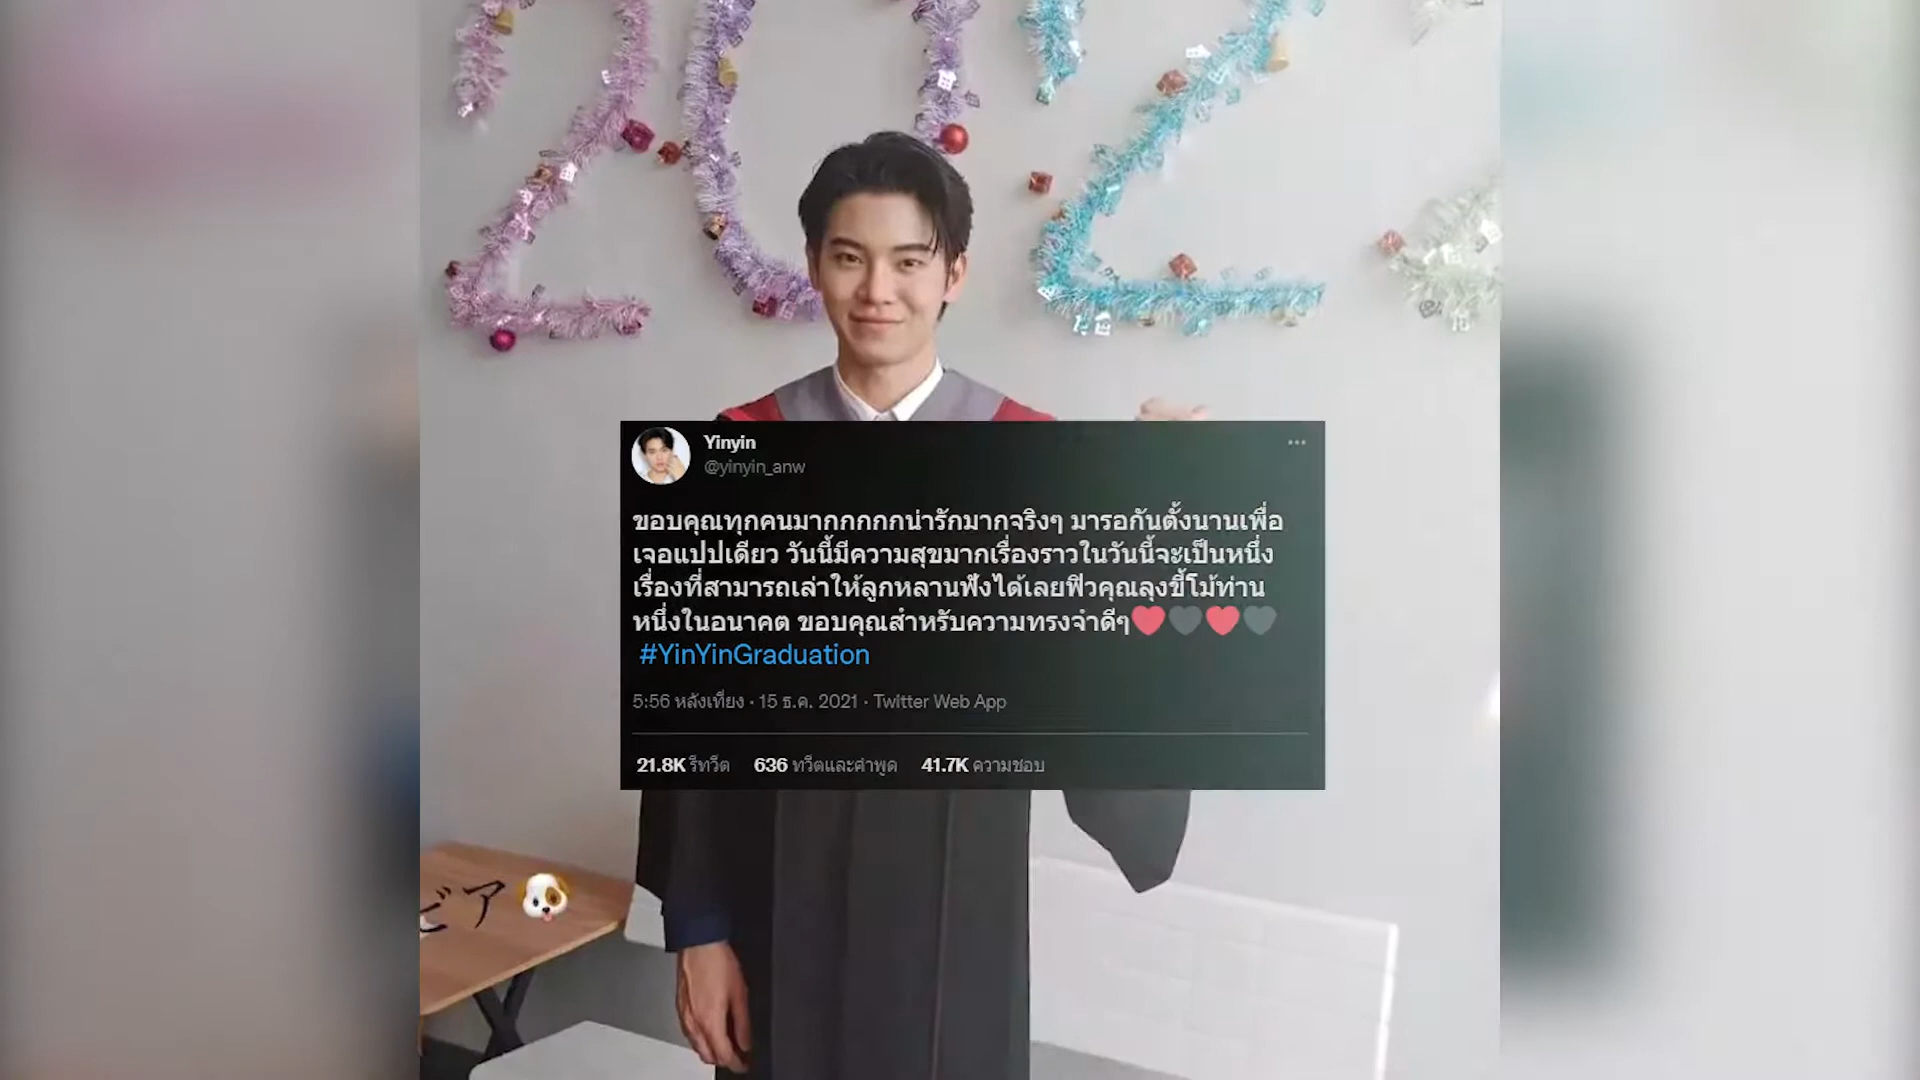 202
Yinyin
@yinyin_anw
ขอบคุณทุกคนมากกกกกน่ารักมากจริงๆ มารอกันตั้งนานเพื่อ
เจอแปปเดียว วันนี้มีความสุขมากเรื่องราวในวันนี้จะเป็นหนึ่ง
เรื่องที่สามารถเล่าให้ลูกหลานฟังได้เลยฟิวคุณลุงขี้โม้ท่าน
หนึ่งในอนาคต ขอบคุณสำหรับความทรงจำดีๆ
#YinYinGraduation
5:56 หลังเที่ยง · 15 ธ.ค. 2021 · Twitter Web App
21.8K รีทวีต 636 ทวีตและคำพูด 41.7K ความชอบ
ビア